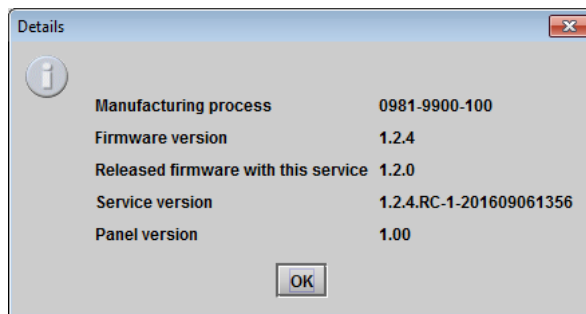 Details
Manufacturing process 0981-9900-100
Firmware version 1.2.4
Released firmware with this service 1.2.0
Service version 1.2.4.RC-1-201609061356
Panel version 1.00
OK